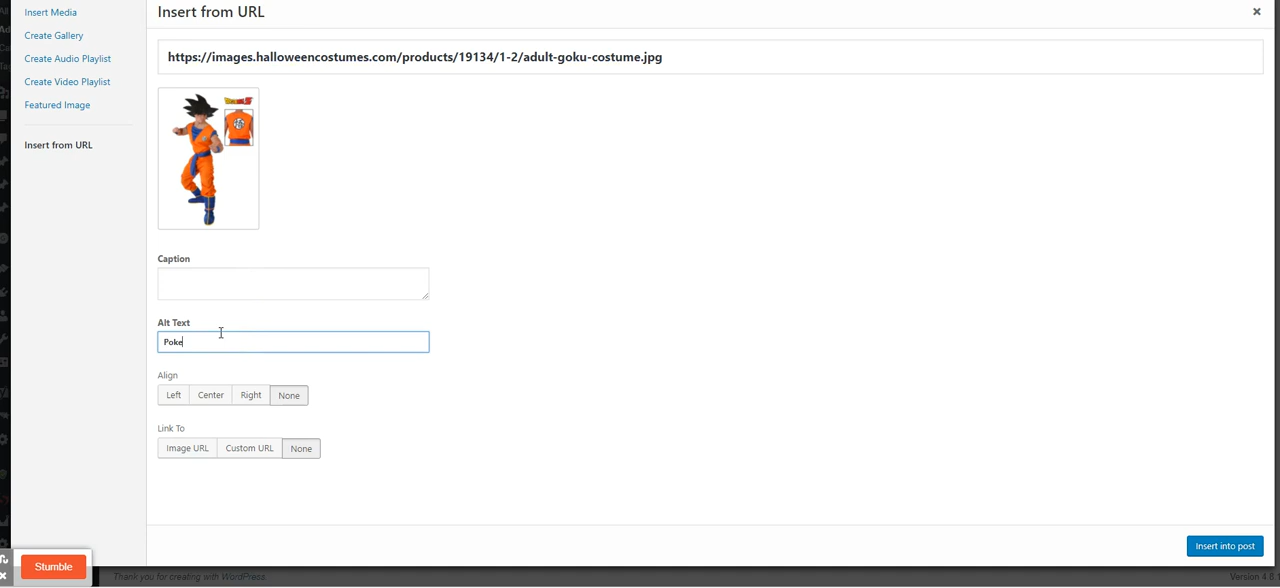 Insert Media
Create Gallery
Create Audio Playlist
Create Video Playlist
Featured Image
Insert from URL
Insert from URL
https://images.halloweencostumes.com/products/19134/1-2/adult-goku-costume.jpg
Caption
Alt Text
Poke
Align
Left Center Right None
Link To
Image URL Custom URL None
Insert into post
Stumble
Thank you for creating with WordPress